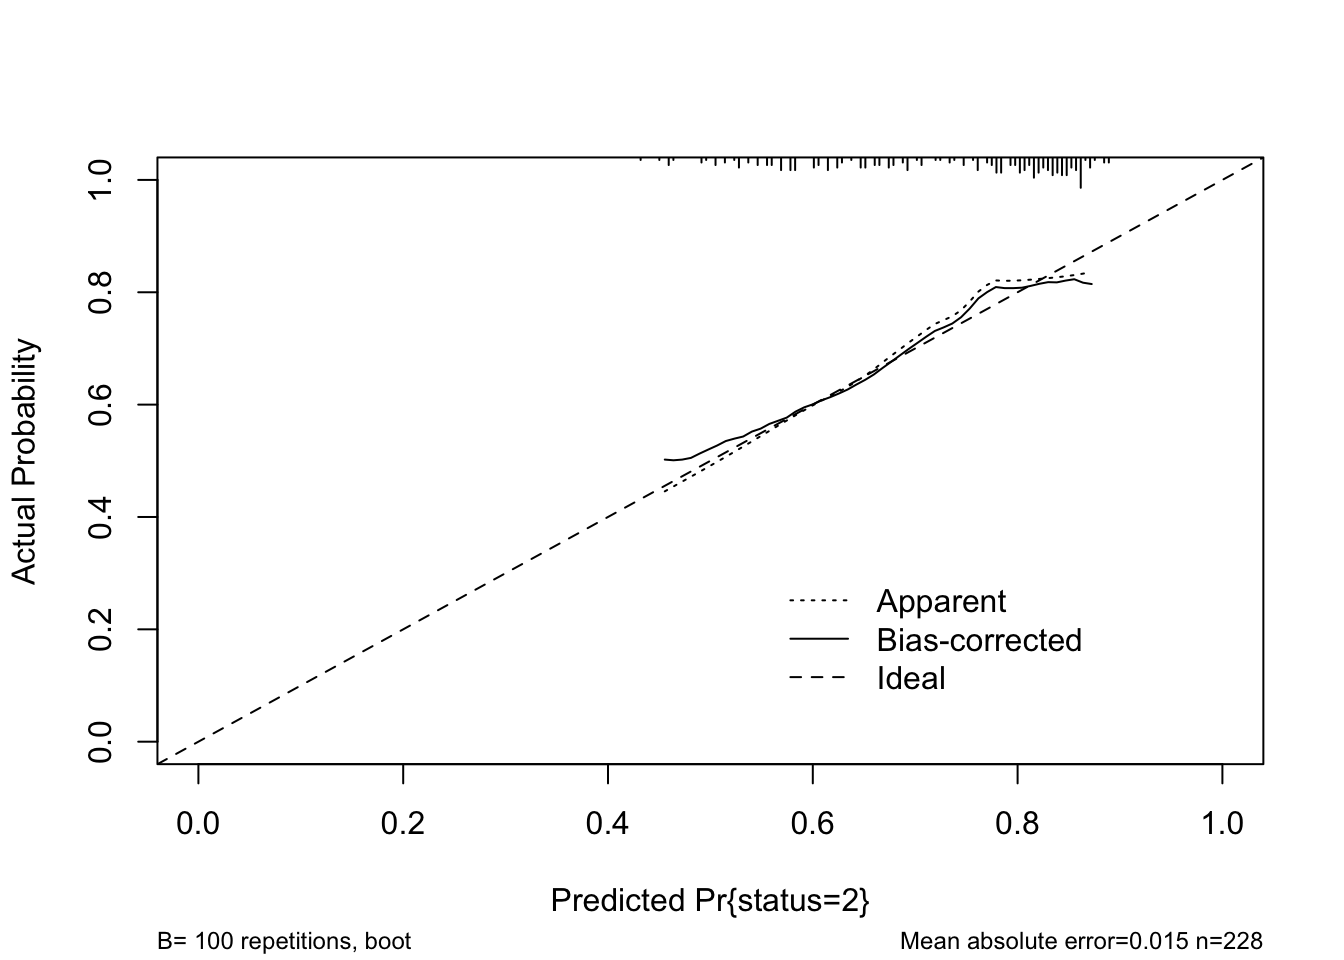 Actual Probability
1.0
0.8
0.6
0.4
0.2
0.0
Apparent
Bias-corrected
Ideal
0.0 0.2 0.4 0.6 0.8 1.0
Predicted Pr{status=2}
B= 100 repetitions, boot
Mean absolute error=0.015 n=228